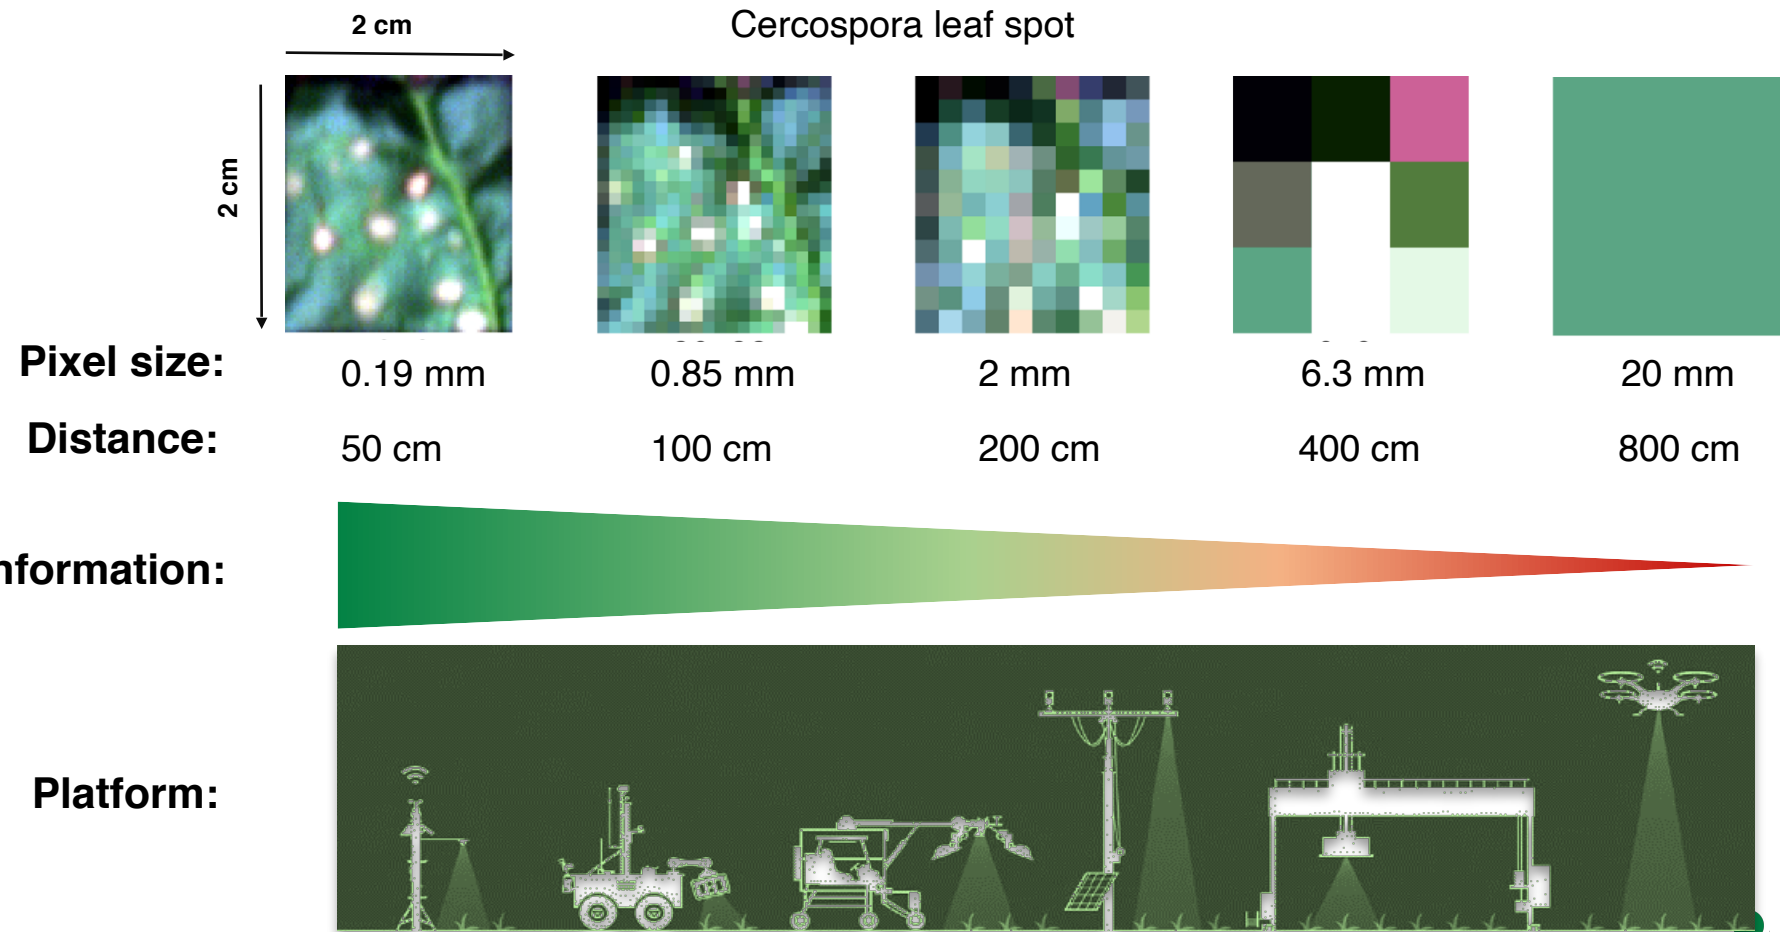 2 cm
Cercospora leaf spot
2 cm
Pixel size: 0.19 mm 0.85 mm 2 mm 6.3 mm 20 mm
Distance: 50 cm 100 cm 200 cm 400 cm 800 cm
nformation:
Platform: